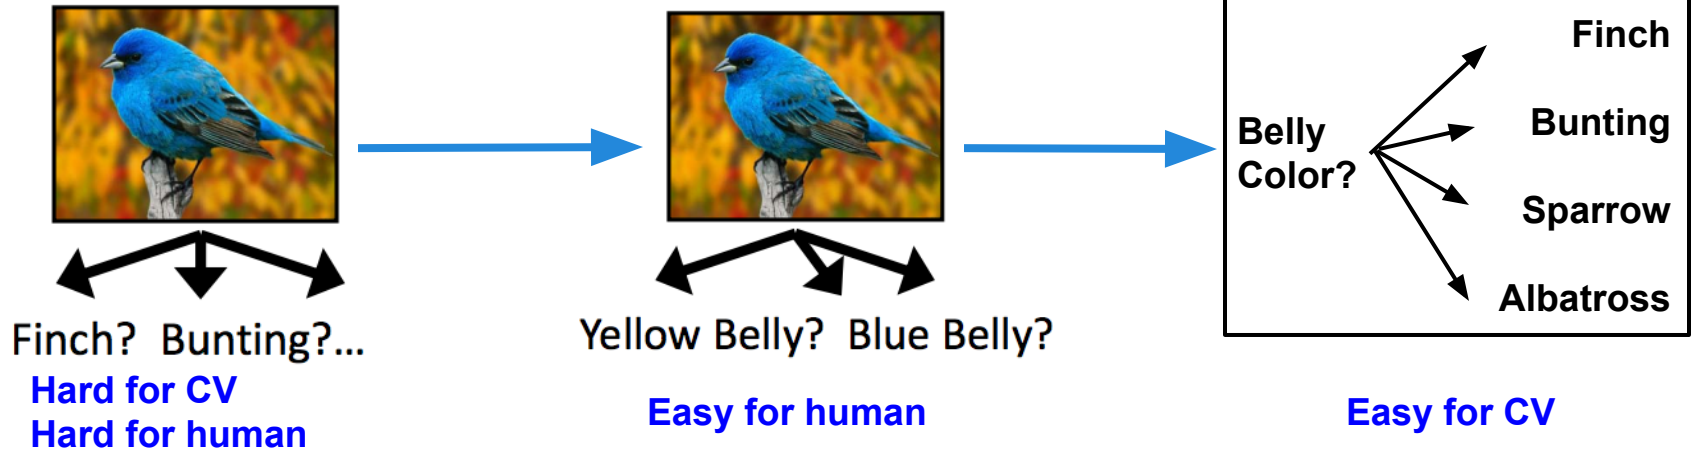 Finch? Bunting?...
Hard for CV
Hard for human
Yellow Belly? Blue Belly?
Easy for human
Belly
Color?
Finch
Bunting
Sparrow
Albatross
Easy for CV